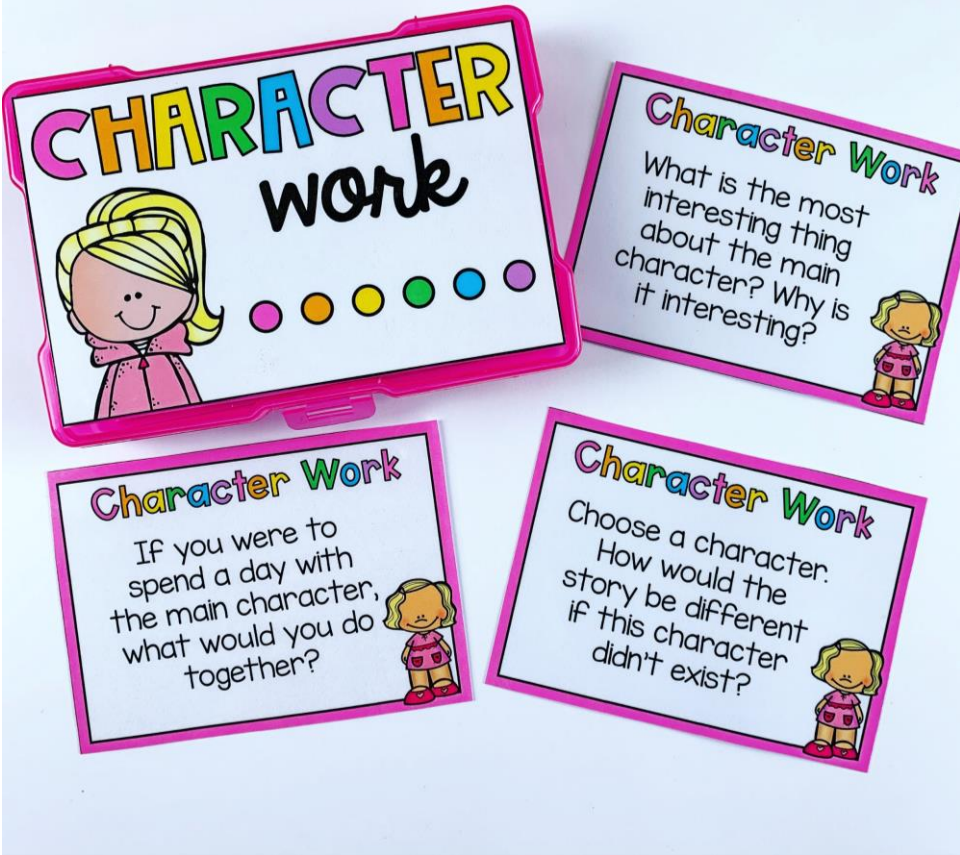 CHARACTER
work
Character Work
What is the most
interesting thing
about the main
character? Why is
it interesting?
Character Work
If you were to
spend a day with
the main character,
what would you do
together?
Character Work
Choose a character.
How would the
story be different
if this character
didn't exist?